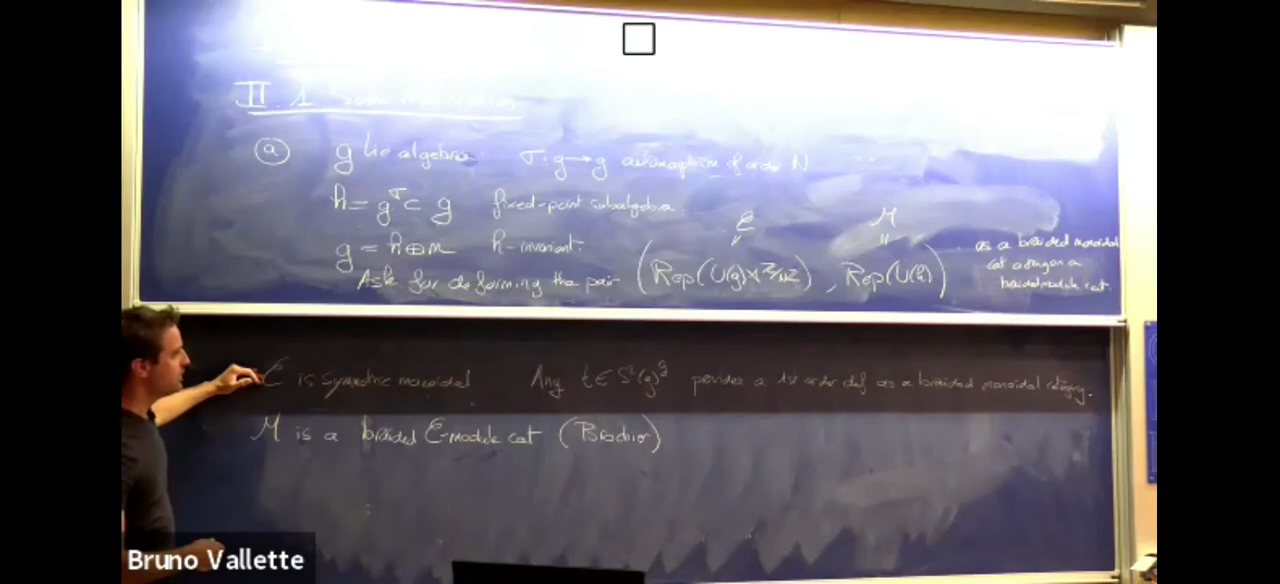 II.1
ⓐ g Lie algebra σ: g → g automorphism of order N
h = g^σ ⊂ g fixed-point subalgebra.
g = h ⊕ m h-invariant.
Ask for deforming the pair (Rep(U(g)⋊Z/NZ), Rep(U(h)))
E M
as a braided monoidal
cat acting on a
braided module cat.
E is symmetric monoidal Any t ∈ S²(g)^g provides a 1st order def as a braided monoidal category.
M is a braided E-module cat (Brochier)
Bruno Vallette